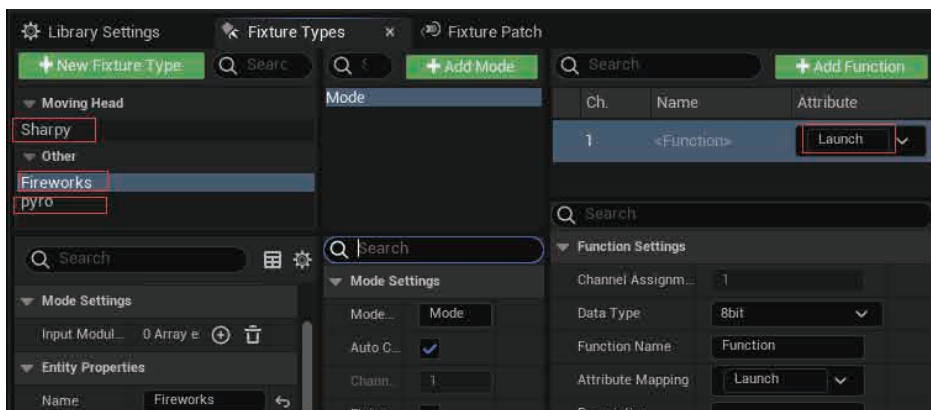 Library Settings
Fixture Types
Fixture Patch
New Fixture Type
Searc
S
Add Mode
Search
Add Function
Moving Head
Sharpy
Other
Fireworks
pyro
Mode
Ch. Name Attribute
1 <Function> Launch
Search
Mode Settings
Input Modul... 0 Array e
Entity Properties
Name Fireworks
Search
Mode Settings
Mode... Mode
Auto C...
Chann... 1
Search
Function Settings
Channel Assignm... 1
Data Type 8bit
Function Name Function
Attribute Mapping Launch